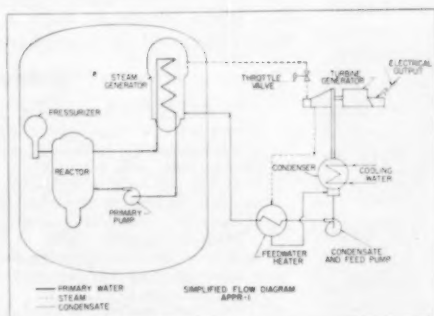 ELECTRICAL
OUTPUT
TURBINE
GENERATOR
THROTTLE
VALVE
STEAM
GENERATOR
PRESSURIZER
REACTOR
CONDENSER
COOLING
WATER
PRIMARY
PUMP
FEEDWATER
HEATER
CONDENSATE
AND FEED PUMP
PRIMARY WATER
STEAM
CONDENSATE
SIMPLIFIED FLOW DIAGRAM
APPR-1